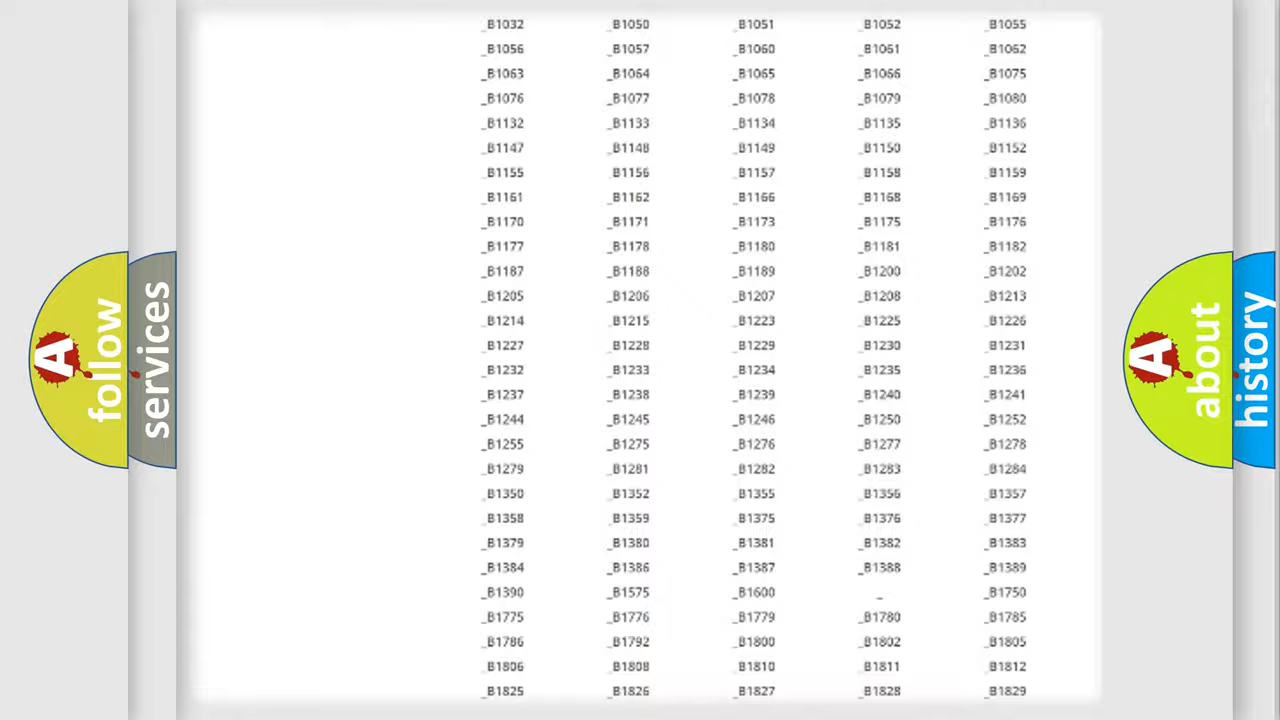 _B1032 _B1050 _B1051 _B1052 _B1055
_B1056 _B1057 _B1060 _B1061 _B1062
_B1063 _B1064 _B1065 _B1066 _B1075
_B1076 _B1077 _B1078 _B1079 _B1080
_B1132 _B1133 _B1134 _B1135 _B1136
_B1147 _B1148 _B1149 _B1150 _B1152
_B1155 _B1156 _B1157 _B1158 _B1159
_B1161 _B1162 _B1166 _B1168 _B1169
_B1170 _B1171 _B1173 _B1175 _B1176
_B1177 _B1178 _B1180 _B1181 _B1182
_B1187 _B1188 _B1189 _B1200 _B1202
_B1205 _B1206 _B1207 _B1208 _B1213
_B1214 _B1215 _B1223 _B1225 _B1226
_B1227 _B1228 _B1229 _B1230 _B1231
_B1232 _B1233 _B1234 _B1235 _B1236
_B1237 _B1238 _B1239 _B1240 _B1241
_B1244 _B1245 _B1246 _B1250 _B1252
_B1255 _B1275 _B1276 _B1277 _B1278
_B1279 _B1281 _B1282 _B1283 _B1284
_B1350 _B1352 _B1355 _B1356 _B1357
_B1358 _B1359 _B1375 _B1376 _B1377
_B1379 _B1380 _B1381 _B1382 _B1383
_B1384 _B1386 _B1387 _B1388 _B1389
_B1390 _B1575 _B1600 _ _B1750
_B1775 _B1776 _B1779 _B1780 _B1785
_B1786 _B1792 _B1800 _B1802 _B1805
_B1806 _B1808 _B1810 _B1811 _B1812
_B1825 _B1826 _B1827 _B1828 _B1829
A
follow
services
A
about
history